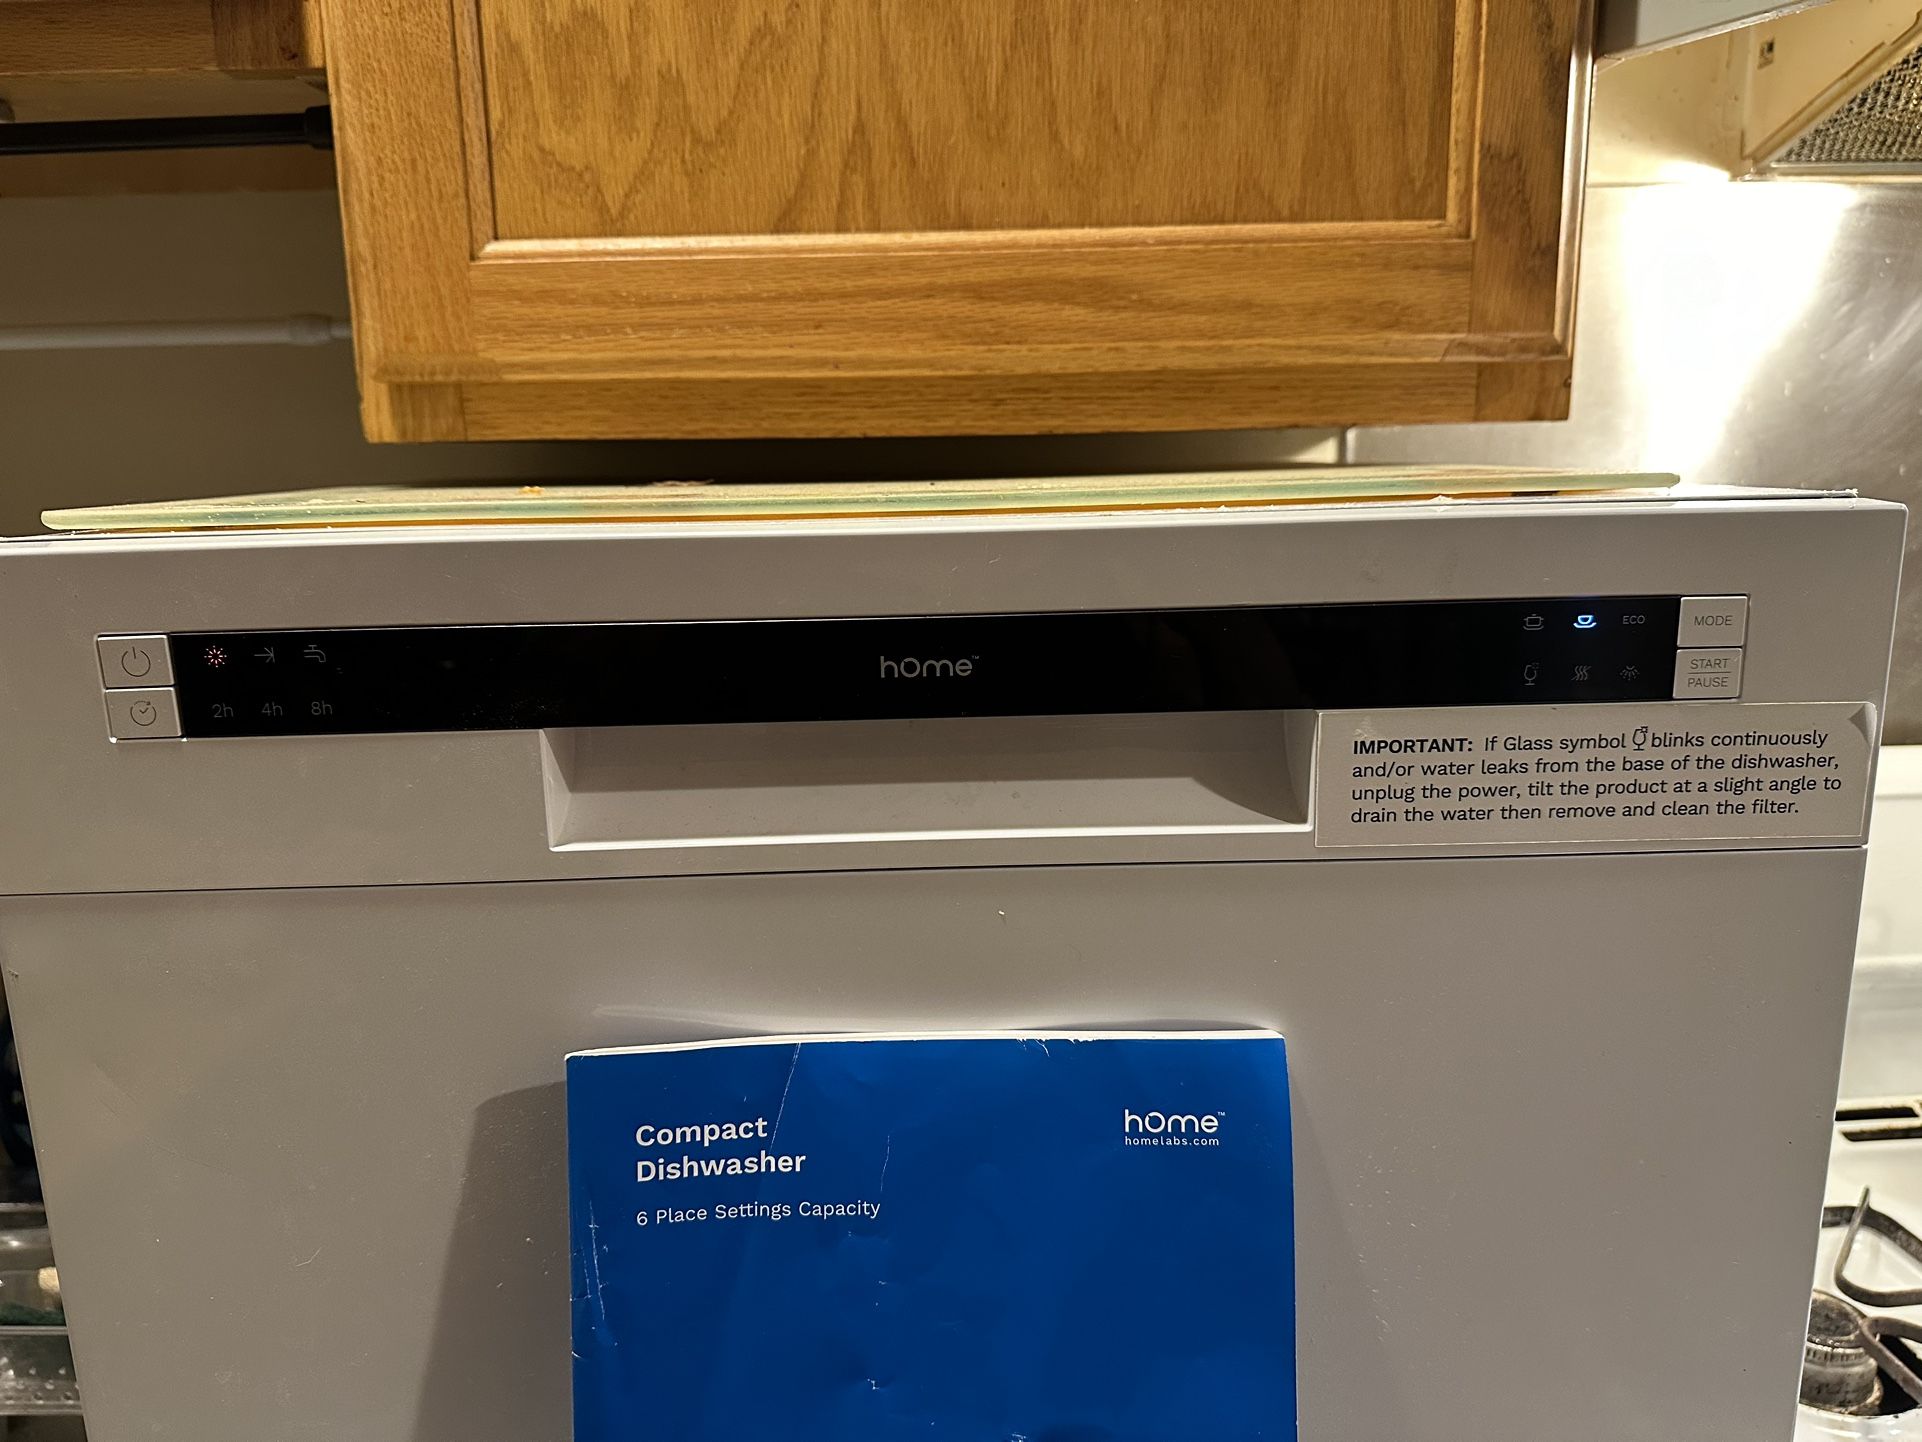 ECO
MODE
home™
START
PAUSE
2h 4h 8h
IMPORTANT: If Glass symbol blinks continuously
and/or water leaks from the base of the dishwasher,
unplug the power, tilt the product at a slight angle to
drain the water then remove and clean the filter.
Compact
Dishwasher
6 Place Settings Capacity
home™
homelabs.com